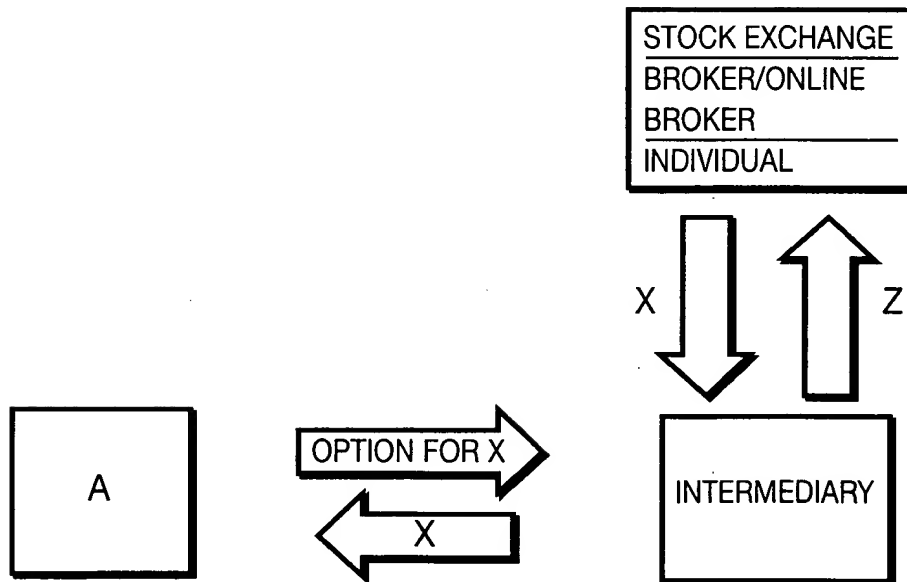 STOCK EXCHANGE
BROKER/ONLINE
BROKER
INDIVIDUAL
X
Z
A
OPTION FOR X
X
INTERMEDIARY